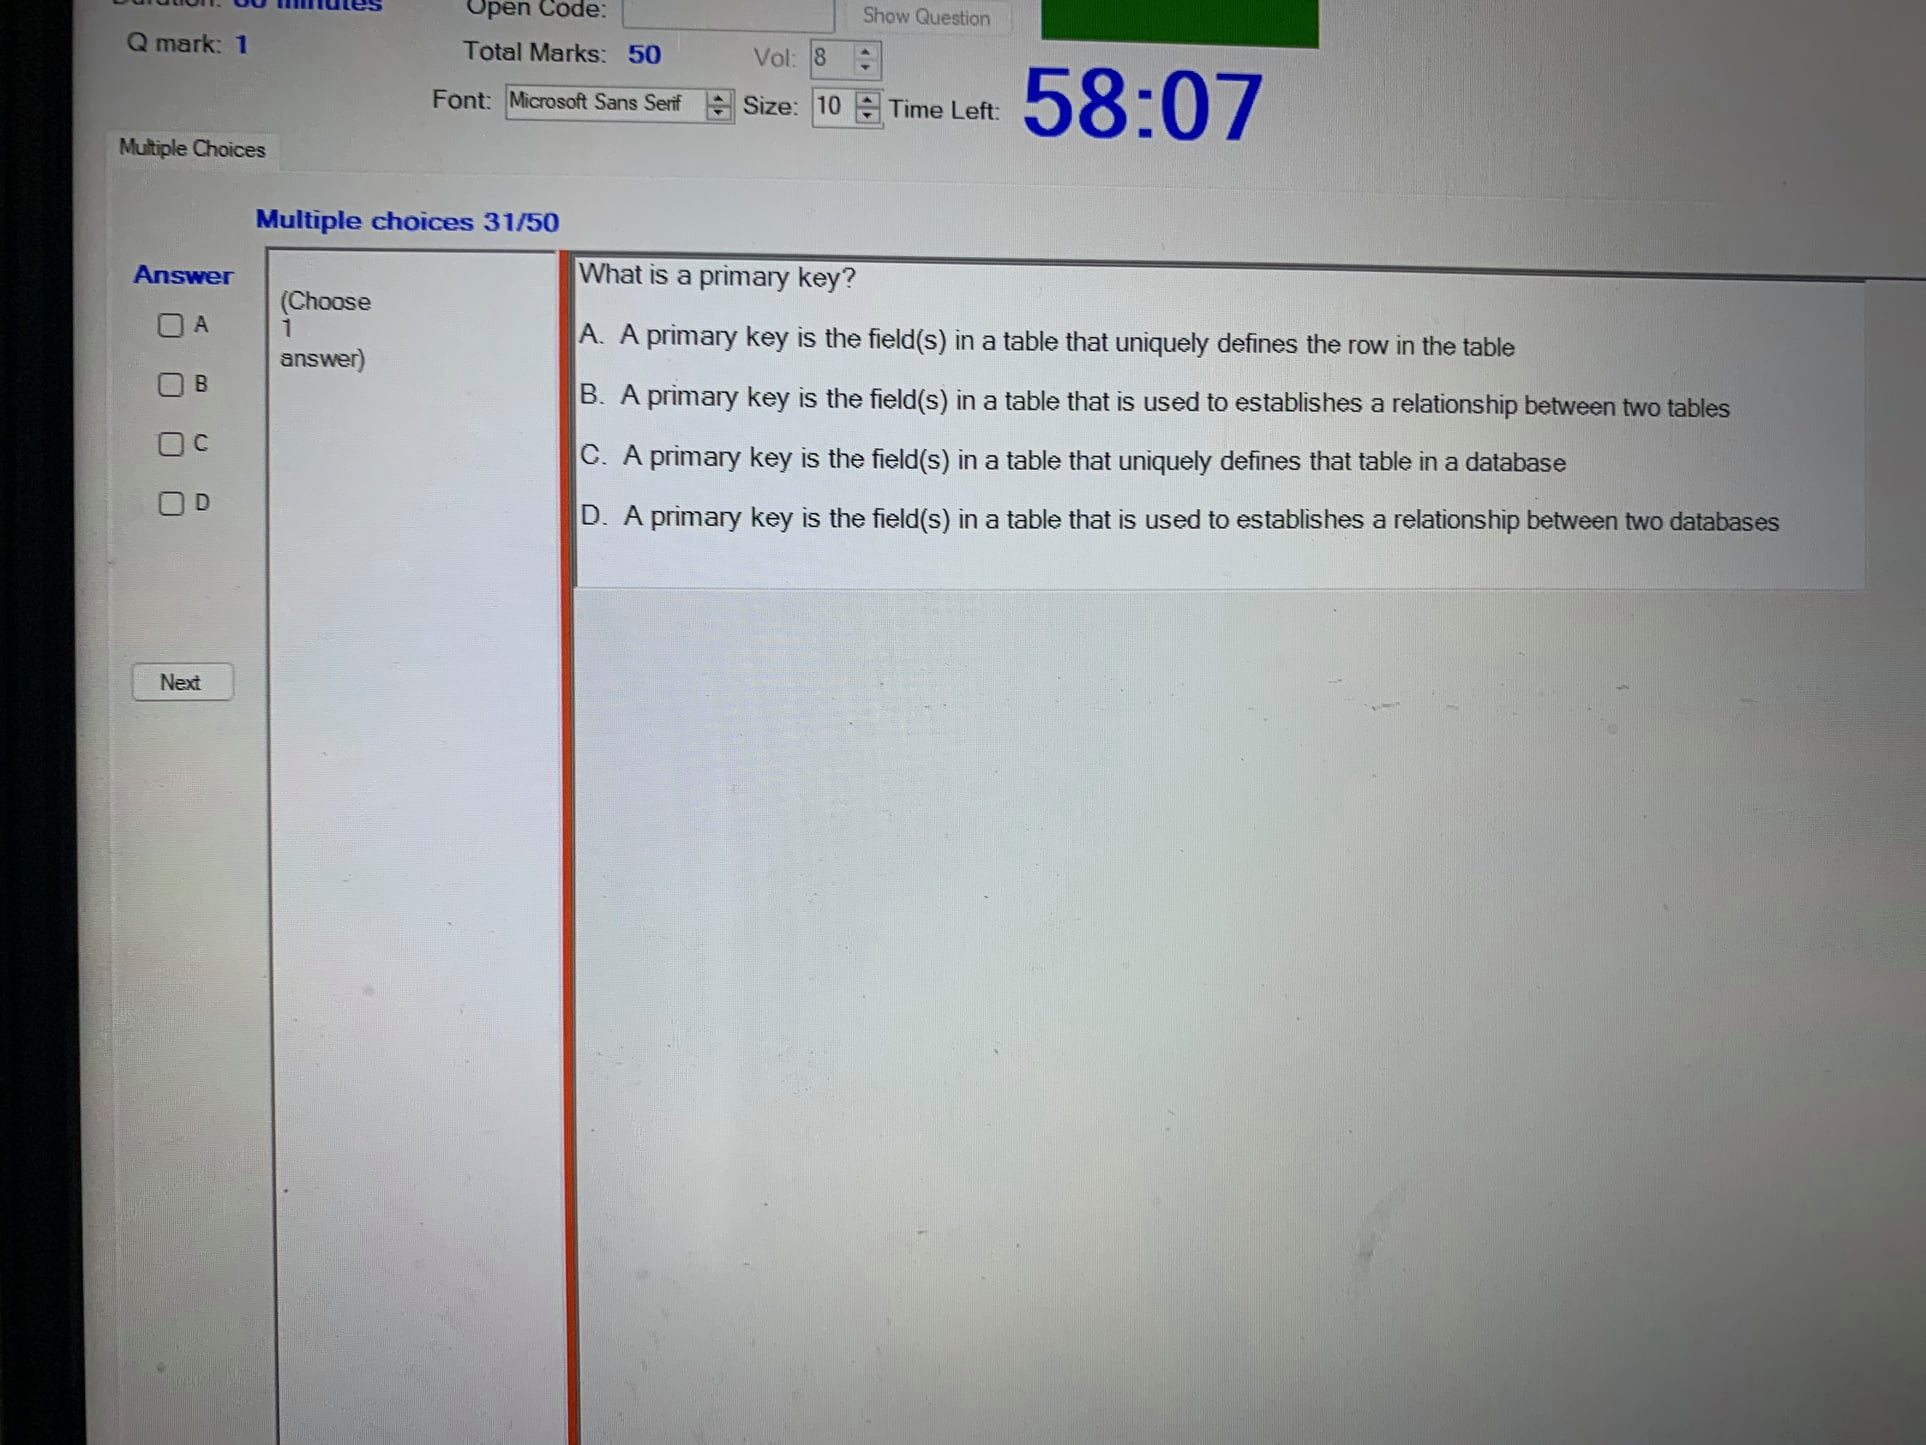 minutes
Open Code:
Show Question
Q mark: 1
Total Marks: 50
Vol: 8
Font: Microsoft Sans Serif
Size: 10
Time Left: 58:07
Multiple Choices
Multiple choices 31/50
Answer
A
B
C
D
Next
(Choose
1
answer)
What is a primary key?
A. A primary key is the field(s) in a table that uniquely defines the row in the table
B. A primary key is the field(s) in a table that is used to establishes a relationship between two tables
C. A primary key is the field(s) in a table that uniquely defines that table in a database
D. A primary key is the field(s) in a table that is used to establishes a relationship between two databases